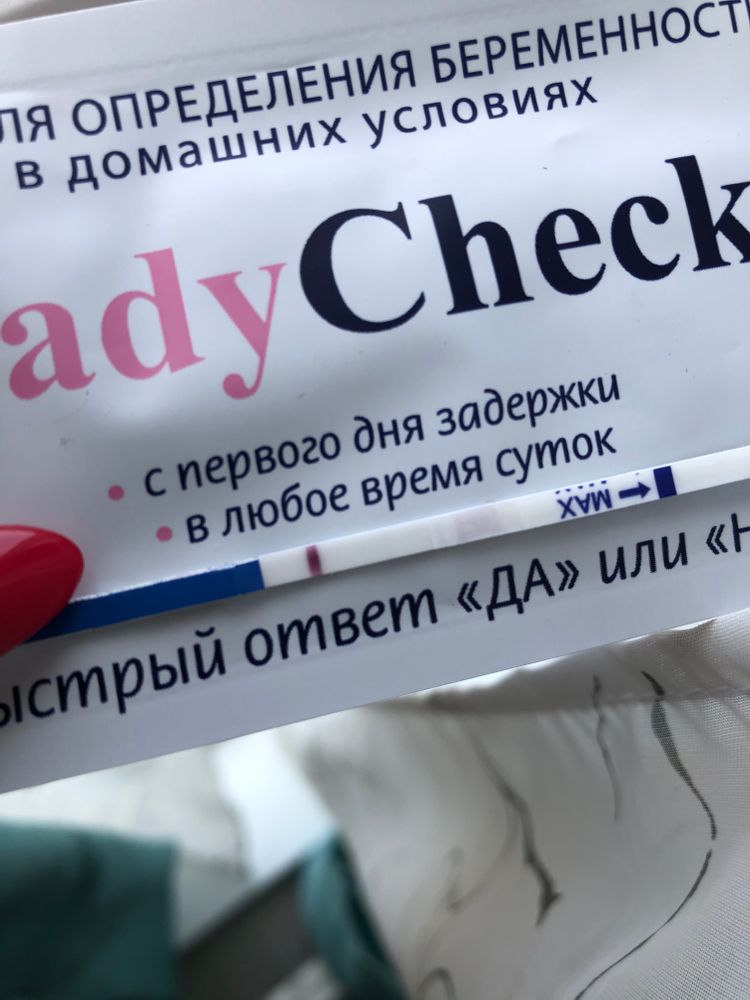 ЛЯ ОПРЕДЕЛЕНИЯ БЕРЕМЕННОСТ
в домашних условиях
adyCheck
• с первого дня задержки
• в любое время суток
MAX
ыстрый ответ «ДА» или «Н